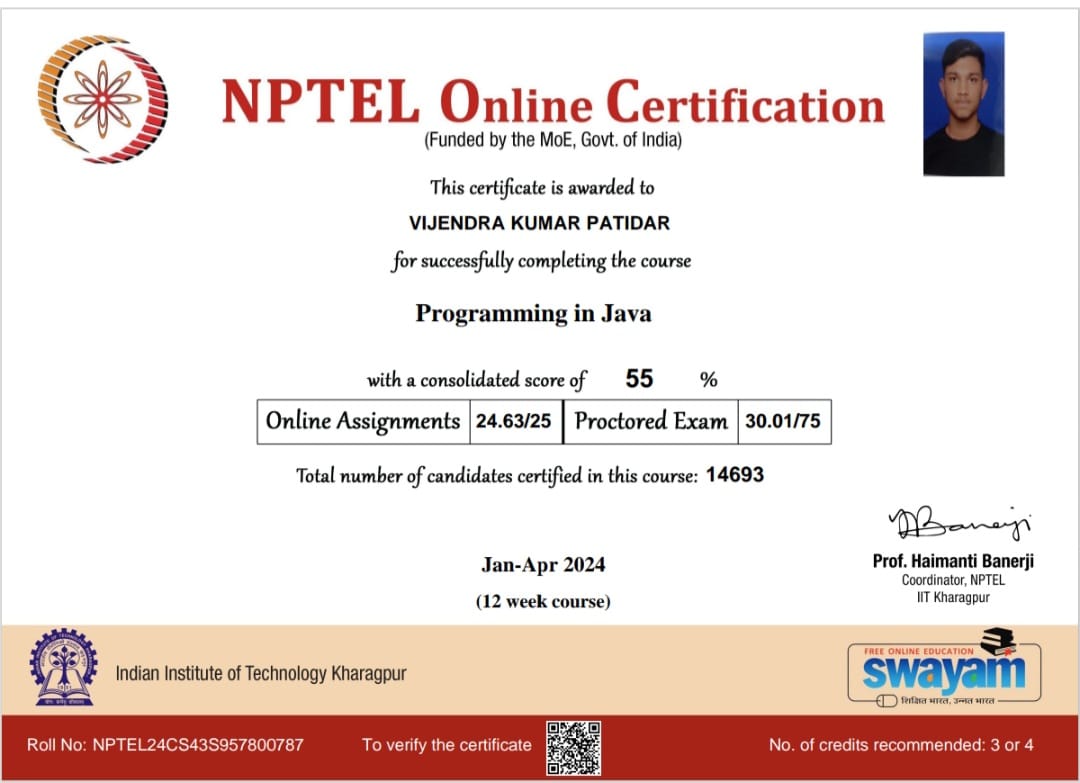 NPTEL Online Certification
(Funded by the MoE, Govt. of India)
This certificate is awarded to
VIJENDRA KUMAR PATIDAR
for successfully completing the course
Programming in Java
with a consolidated score of 55 %
Online Assignments 24.63/25 Proctored Exam 30.01/75
Total number of candidates certified in this course: 14693
Prof. Haimanti Banerji
Coordinator, NPTEL
IIT Kharagpur
Jan-Apr 2024
(12 week course)
Indian Institute of Technology Kharagpur
FREE ONLINE EDUCATION
swayam
शिक्षित भारत, उन्नत भारत
Roll No: NPTEL24CS43S957800787
To verify the certificate
No. of credits recommended: 3 or 4